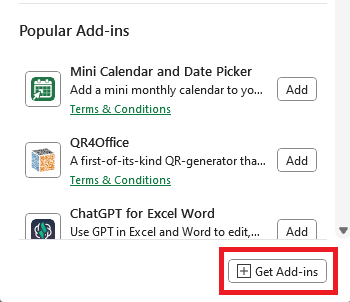 Popular Add-ins
Mini Calendar and Date Picker
Add a mini monthly calendar to yo...
Add
Terms & Conditions
QR4Office
A first-of-its-kind QR-generator tha...
Add
Terms & Conditions
ChatGPT for Excel Word
Use GPT in Excel and Word to edit,...
Add
Get Add-ins